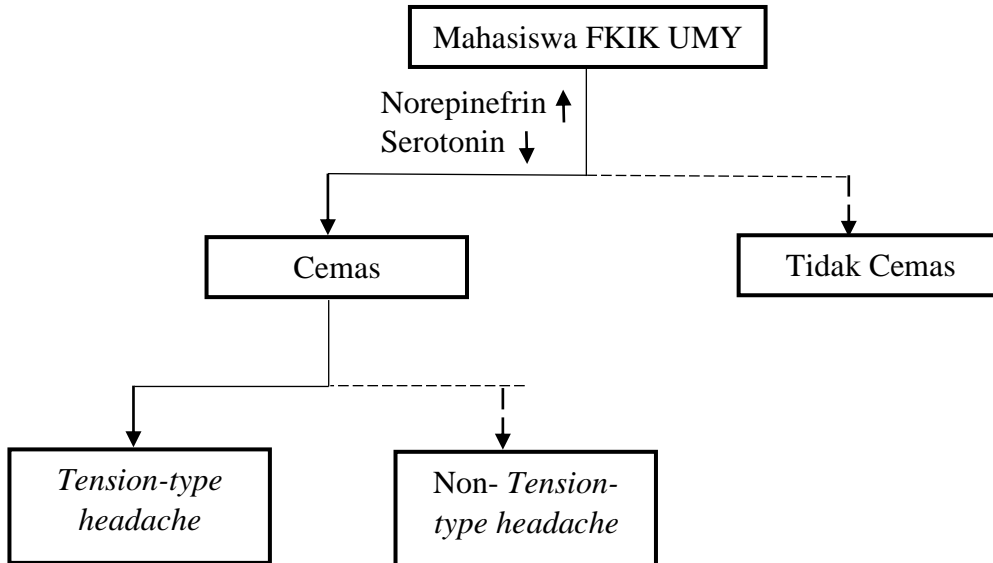 Mahasiswa FKIK UMY
Norepinefrin
Serotonin
Cemas
Tidak Cemas
Tension-type
headache
Non- Tension-
type headache